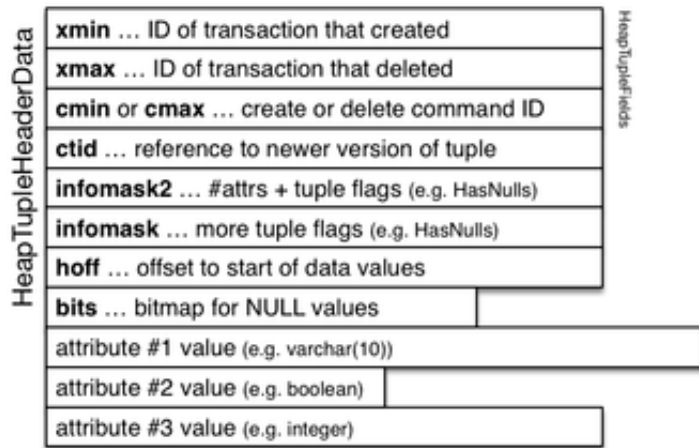 HeapTupleHeaderData
HeapTupleFields
xmin … ID of transaction that created
xmax … ID of transaction that deleted
cmin or cmax … create or delete command ID
ctid … reference to newer version of tuple
infomask2 … #attrs + tuple flags (e.g. HasNulls)
infomask … more tuple flags (e.g. HasNulls)
hoff … offset to start of data values
bits … bitmap for NULL values
attribute #1 value (e.g. varchar(10))
attribute #2 value (e.g. boolean)
attribute #3 value (e.g. integer)